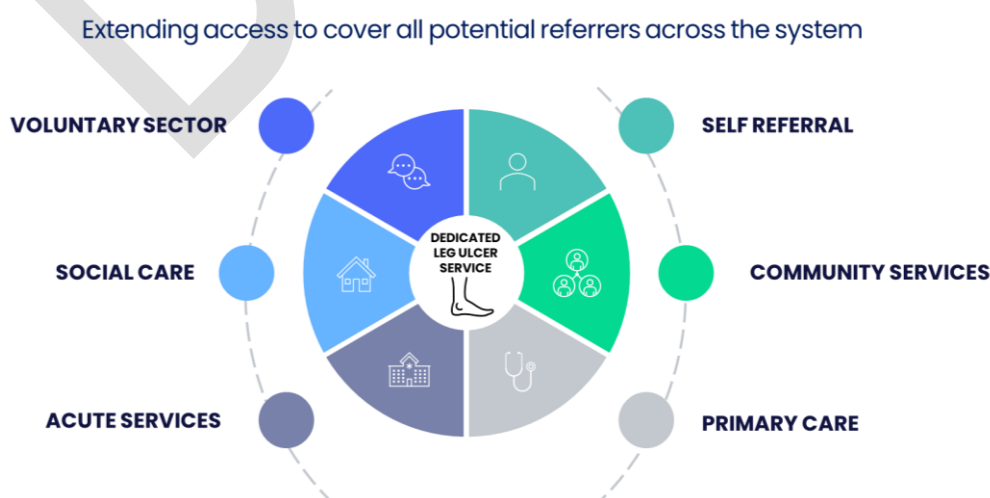 Extending access to cover all potential referrers across the system
VOLUNTARY SECTOR
SELF REFERRAL
DEDICATED
LEG ULCER
SERVICE
SOCIAL CARE
COMMUNITY SERVICES
ACUTE SERVICES
PRIMARY CARE